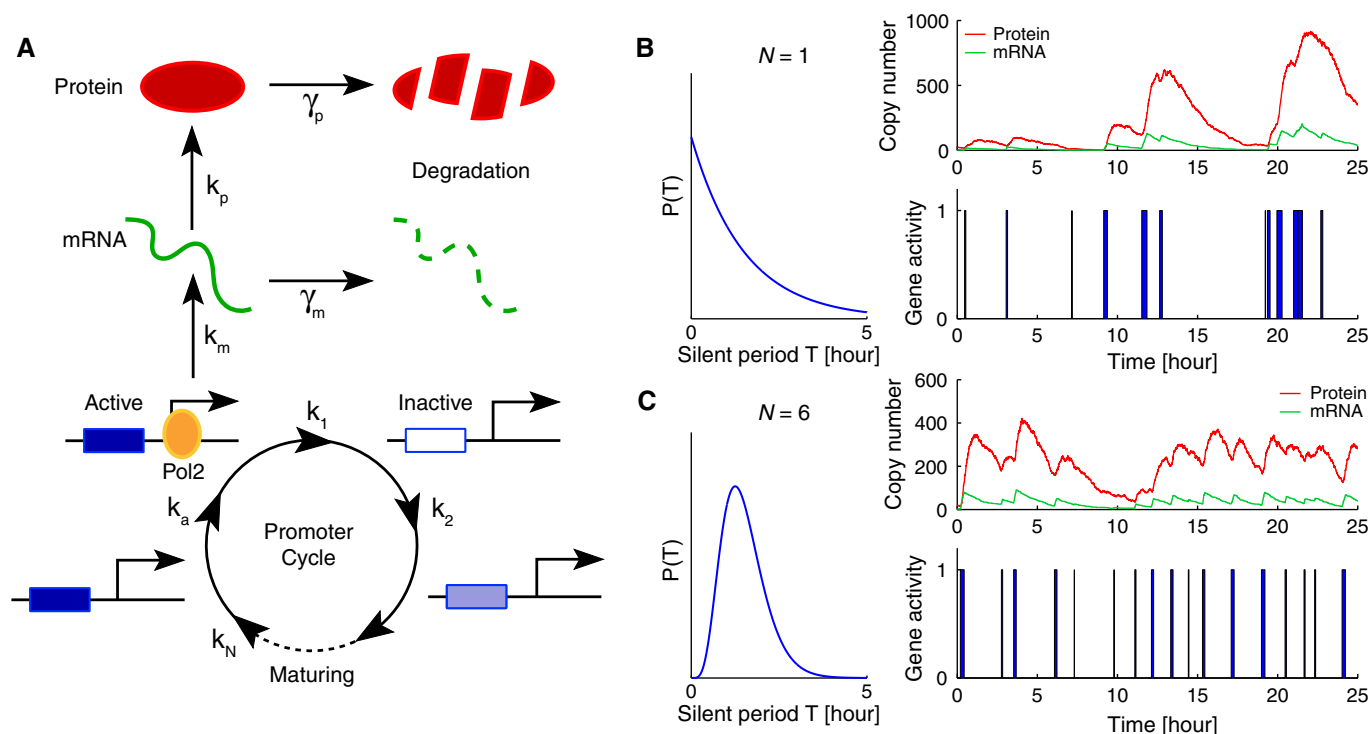 A
Protein
γp
Degradation
kp
mRNA
γm
km
Active
Inactive
Pol2
k1
ka
k2
Promoter
Cycle
kN
Maturing
B
N = 1
P(T)
0 5
Silent period T [hour]
Copy number
1000
500
0
Protein
mRNA
0 5 10 15 20 25
Gene activity
1
0
0 5 10 15 20 25
Time [hour]
C
N = 6
P(T)
0 5
Silent period T [hour]
Copy number
600
400
200
0
Protein
mRNA
0 5 10 15 20 25
Gene activity
1
0
0 5 10 15 20 25
Time [hour]